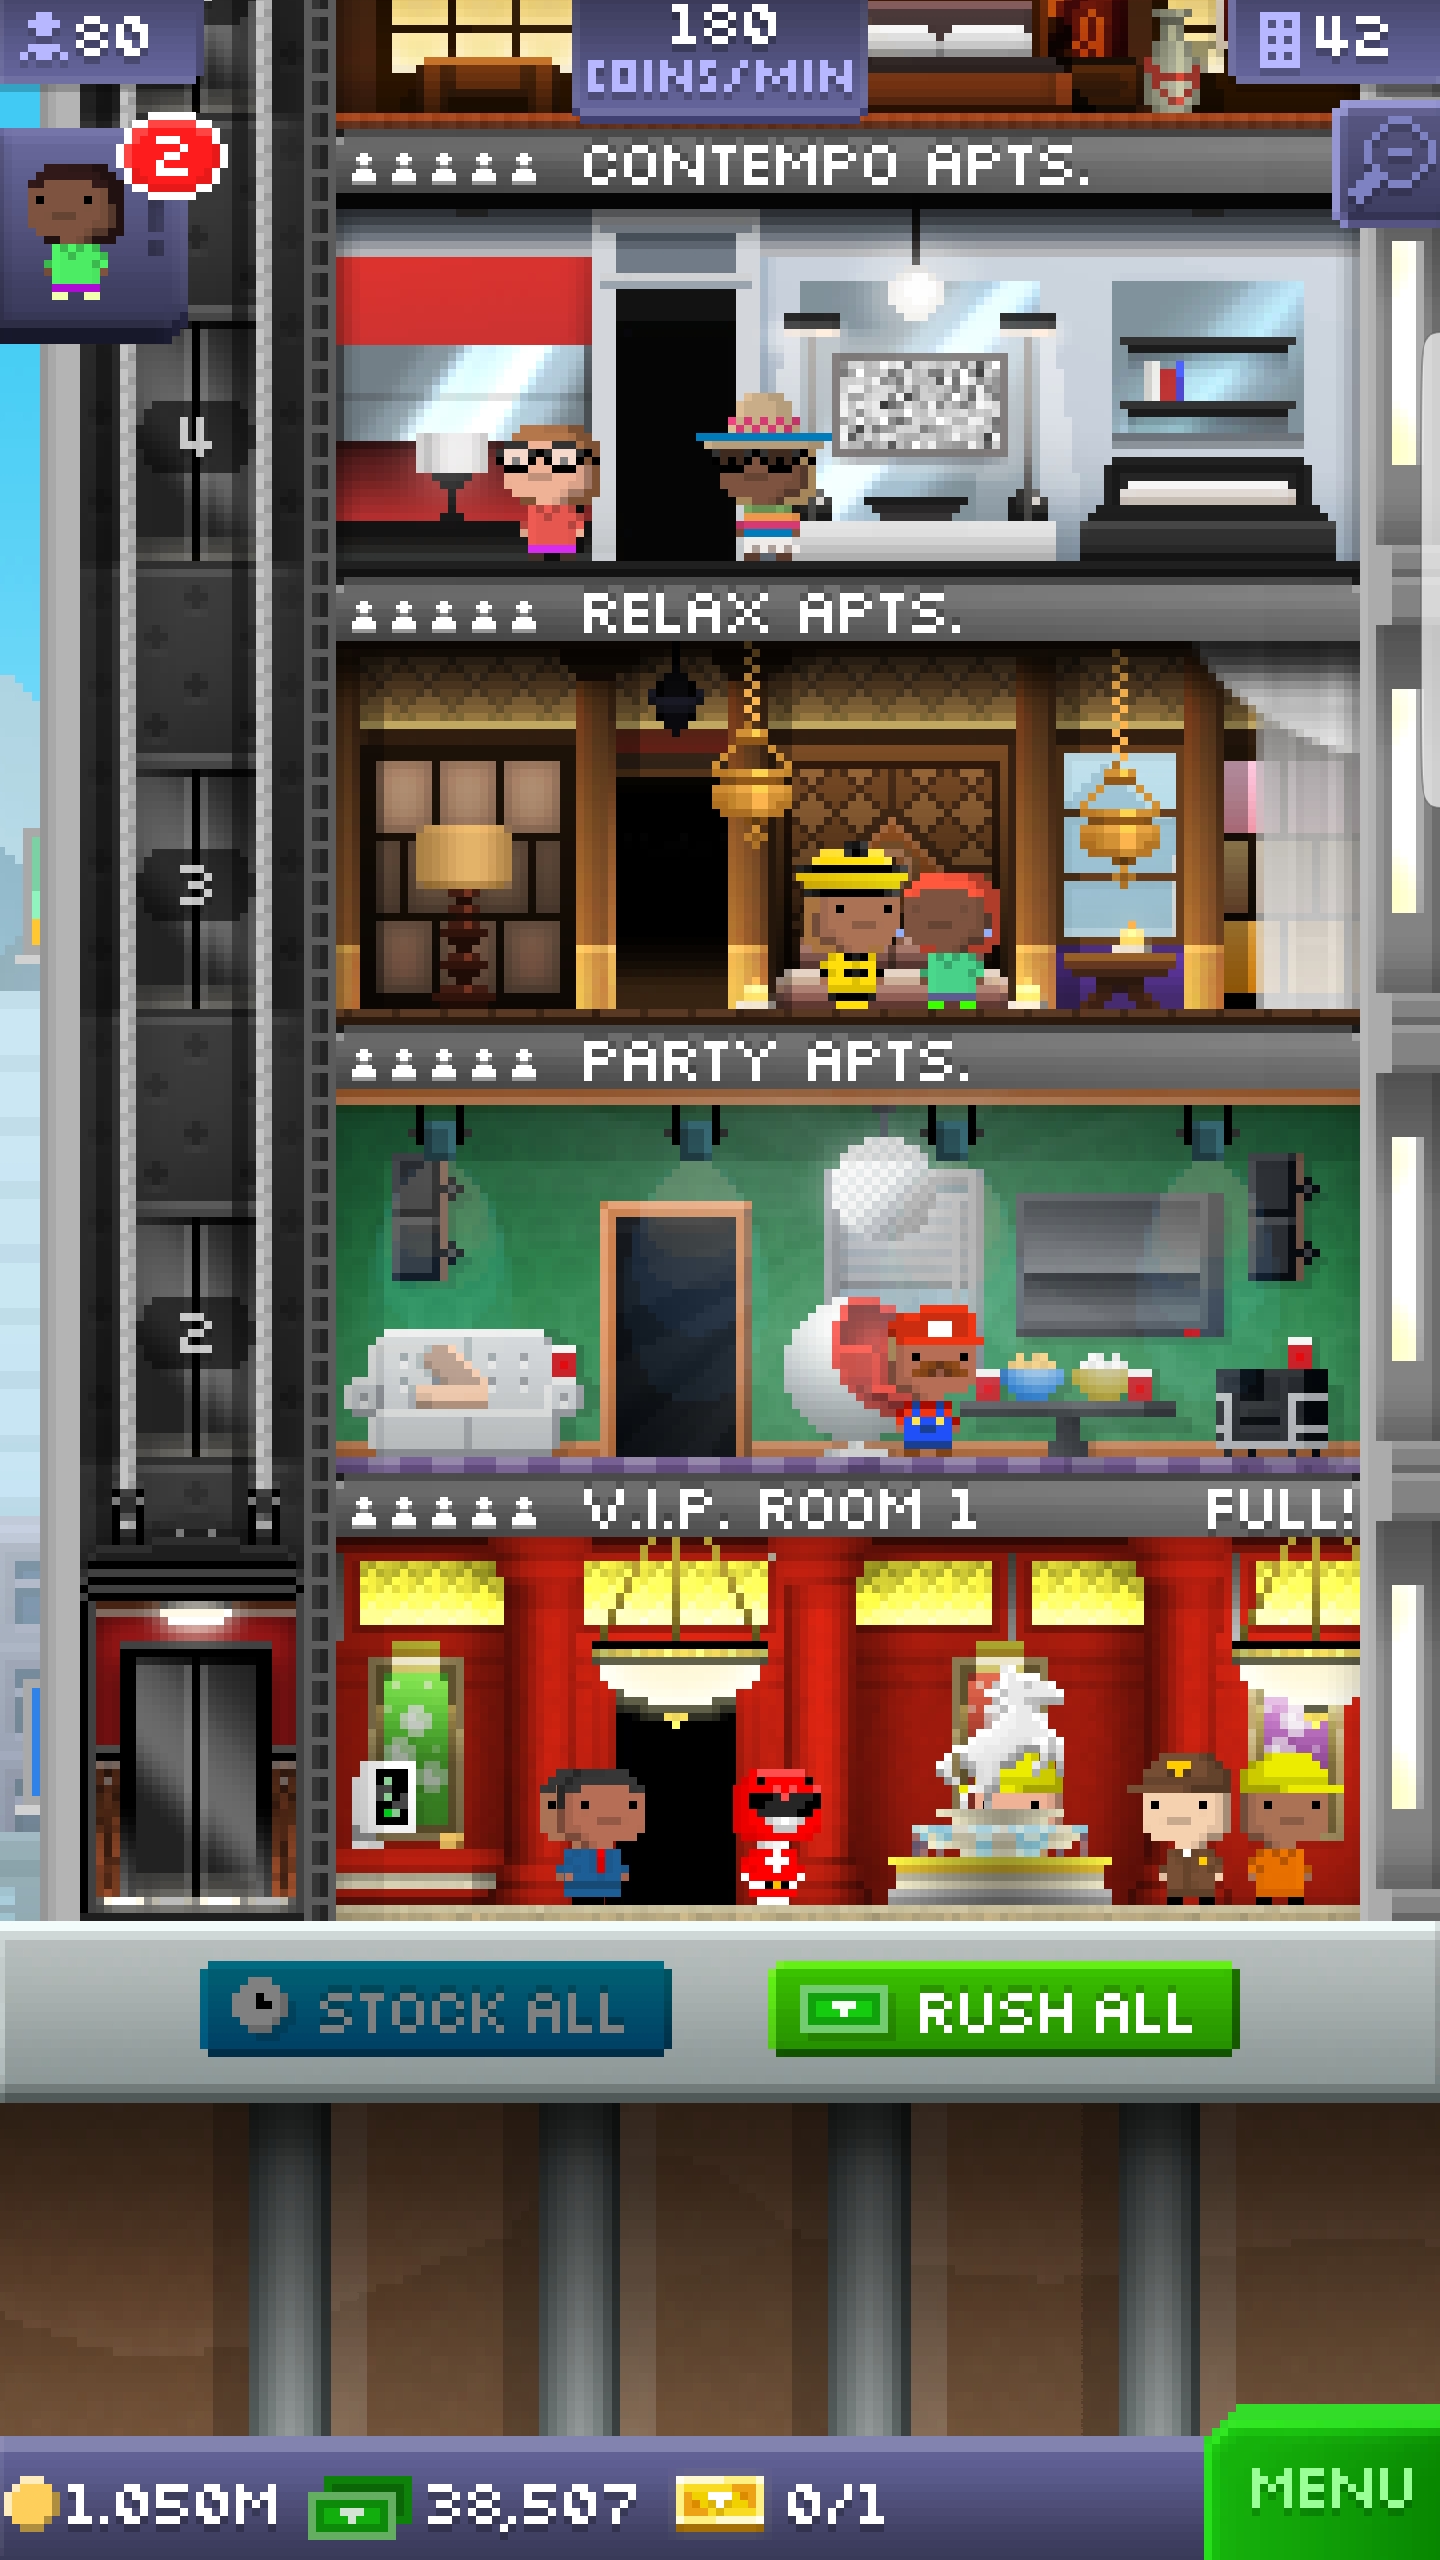 80
180
COINS/MIN
42
2
CONTEMPO APTS.
4
RELAX APTS.
3
PARTY APTS.
2
V.I.P. ROOM 1 FULL!
STOCK ALL
RUSH ALL
1.050M 38,507 0/1
MENU